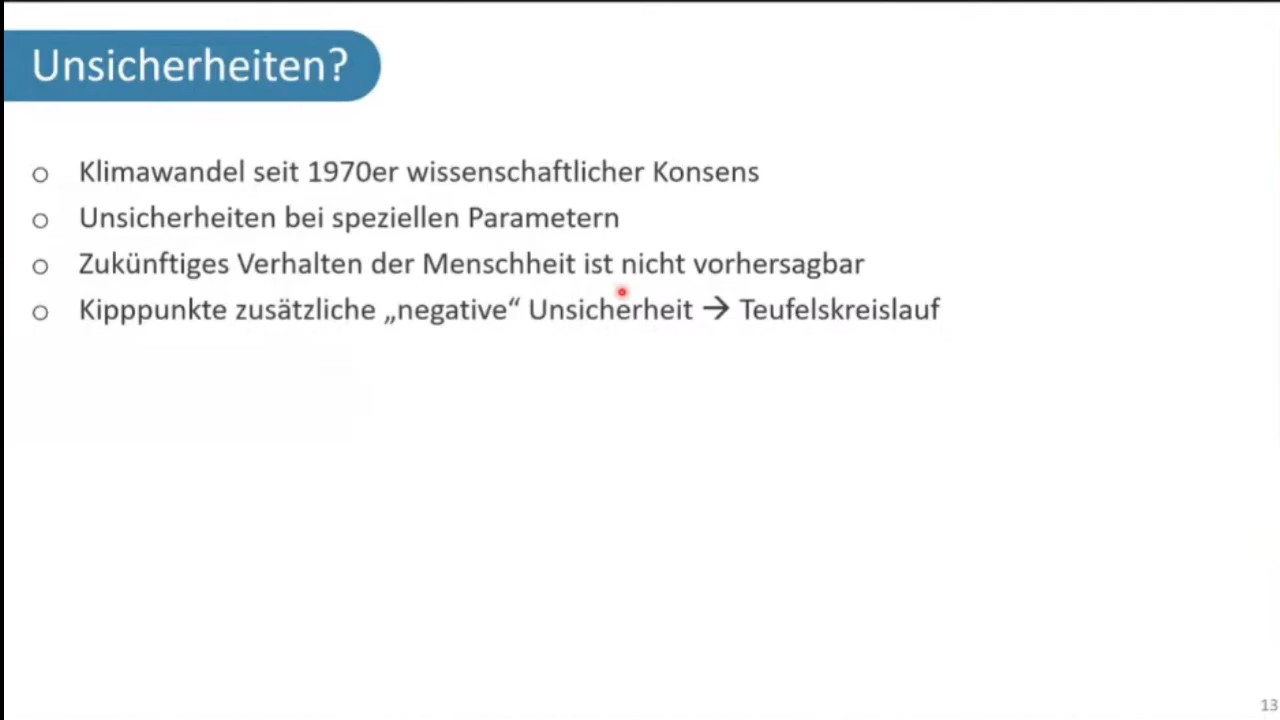 Unsicherheiten?
○ Klimawandel seit 1970er wissenschaftlicher Konsens
○ Unsicherheiten bei speziellen Parametern
○ Zukünftiges Verhalten der Menschheit ist nicht vorhersagbar
○ Kipppunkte zusätzliche „negative“ Unsicherheit → Teufelskreislauf
13